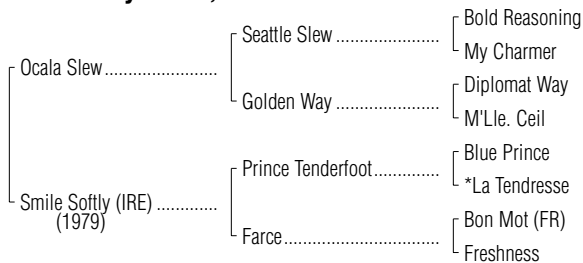 Bold Reasoning
Seattle Slew
My Charmer
Ocala Slew
Diplomat Way
Golden Way
M'Lle. Ceil
Blue Prince
Prince Tenderfoot
*La Tendresse
Smile Softly (IRE)
(1979)
Bon Mot (FR)
Farce
Freshness